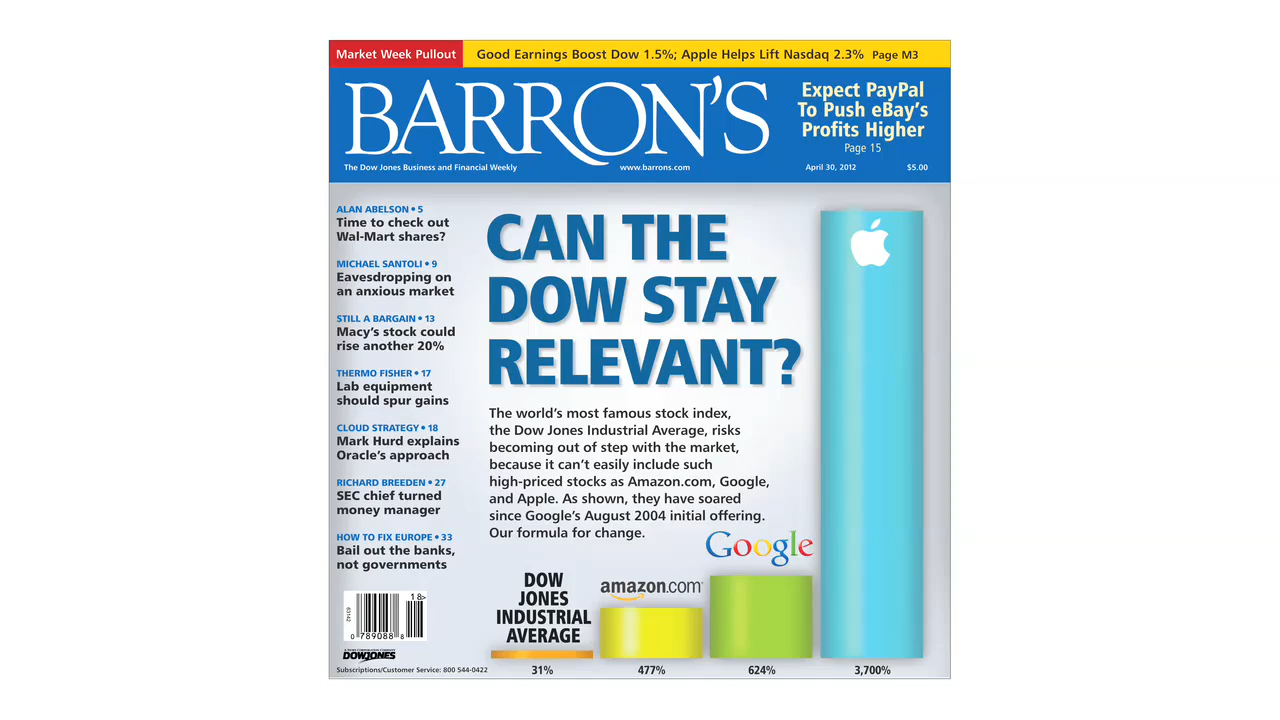 Market Week Pullout
Good Earnings Boost Dow 1.5%; Apple Helps Lift Nasdaq 2.3% Page M3
BARRON'S
Expect PayPal
To Push eBay's
Profits Higher
Page 15
The Dow Jones Business and Financial Weekly
www.barrons.com
April 30, 2012
$5.00
ALAN ABELSON • 5
Time to check out
Wal-Mart shares?
MICHAEL SANTOLI • 9
Eavesdropping on
an anxious market
STILL A BARGAIN • 13
Macy's stock could
rise another 20%
THERMO FISHER • 17
Lab equipment
should spur gains
CLOUD STRATEGY • 18
Mark Hurd explains
Oracle's approach
RICHARD BREEDEN • 27
SEC chief turned
money manager
HOW TO FIX EUROPE • 33
Bail out the banks,
not governments
CAN THE
DOW STAY
RELEVANT?
The world's most famous stock index,
the Dow Jones Industrial Average, risks
becoming out of step with the market,
because it can't easily include such
high-priced stocks as Amazon.com, Google,
and Apple. As shown, they have soared
since Google's August 2004 initial offering.
Our formula for change.
DOW
JONES
INDUSTRIAL
AVERAGE
amazon.com
Google
31%
477%
624%
3,700%
18>
63142
0 789088 8
A NEWS CORPORATION COMPANY
DOWJONES
Subscriptions/Customer Service: 800 544-0422